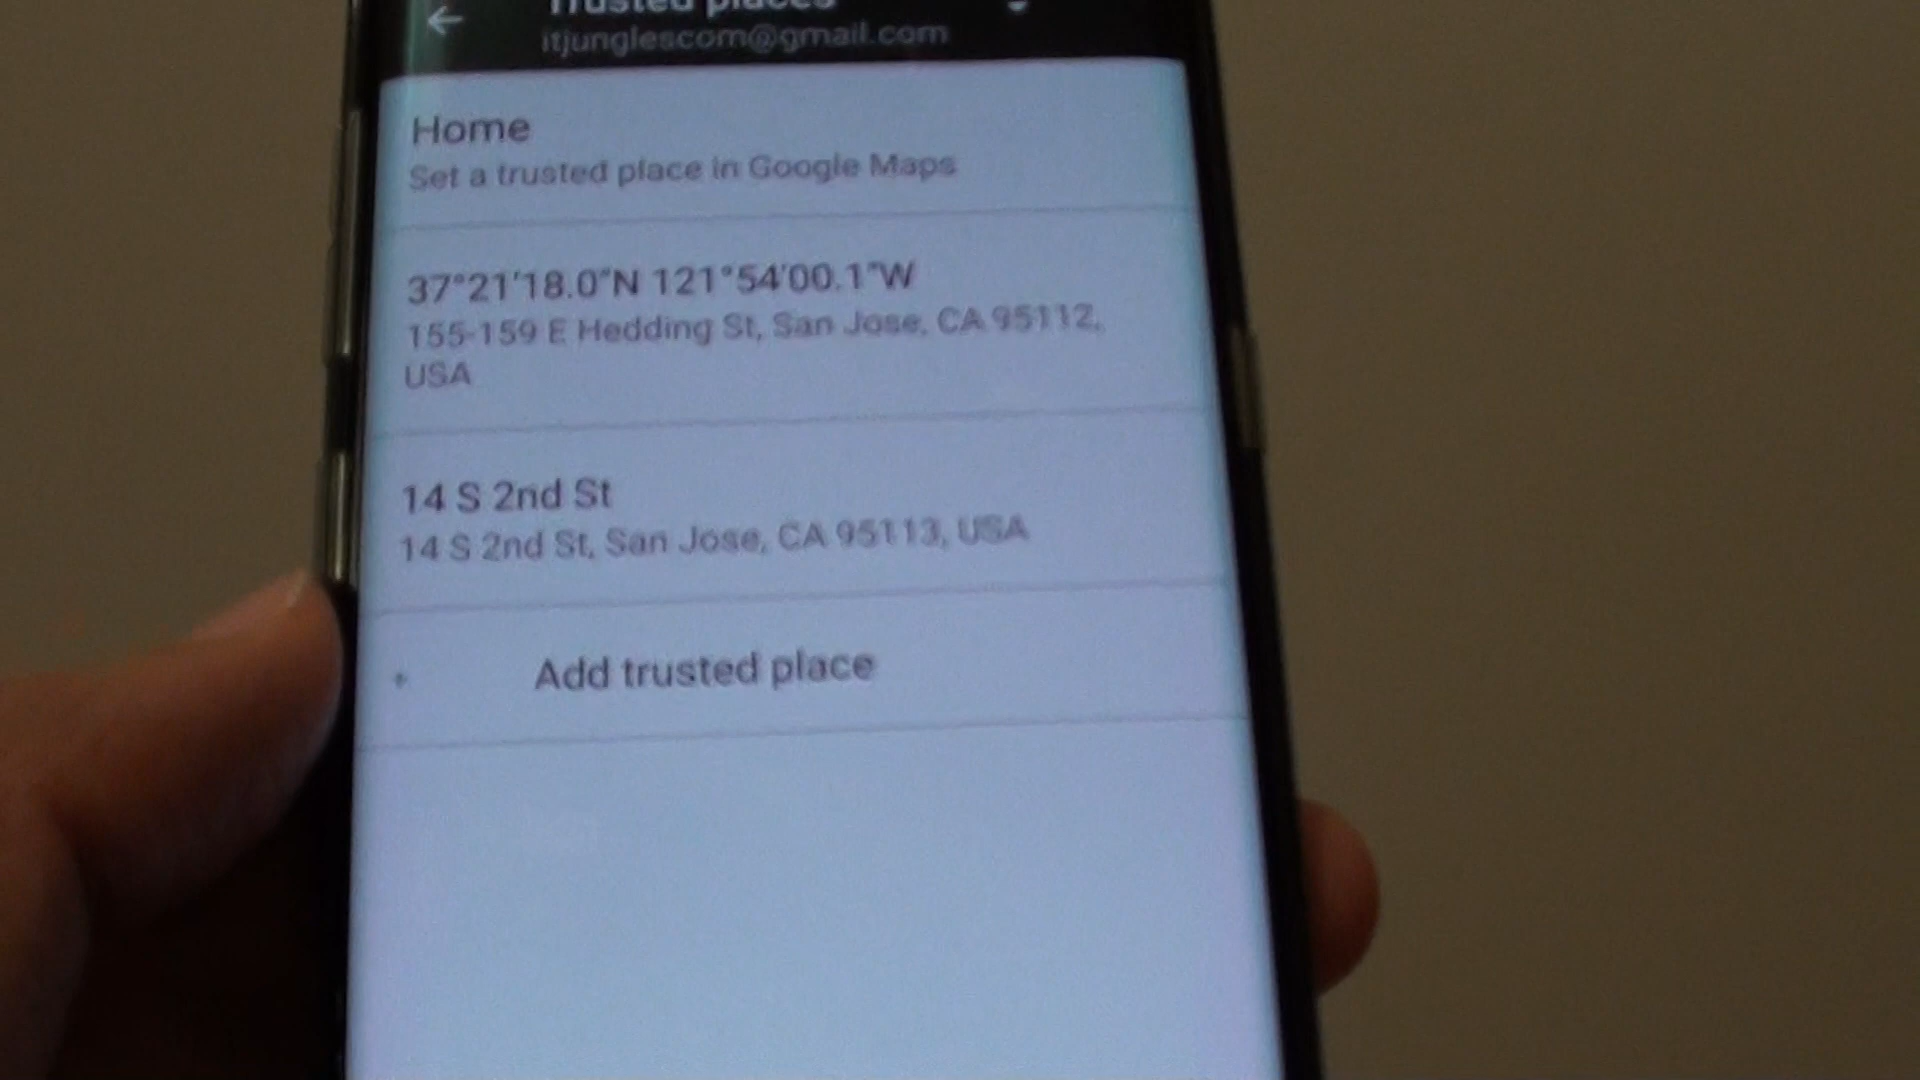 Trusted places
itjunglescom@gmail.com
Home
Set a trusted place in Google Maps
37°21'18.0"N 121°54'00.1"W
155-159 E Hedding St, San Jose, CA 95112,
USA
14 S 2nd St
14 S 2nd St, San Jose, CA 95113, USA
+ Add trusted place